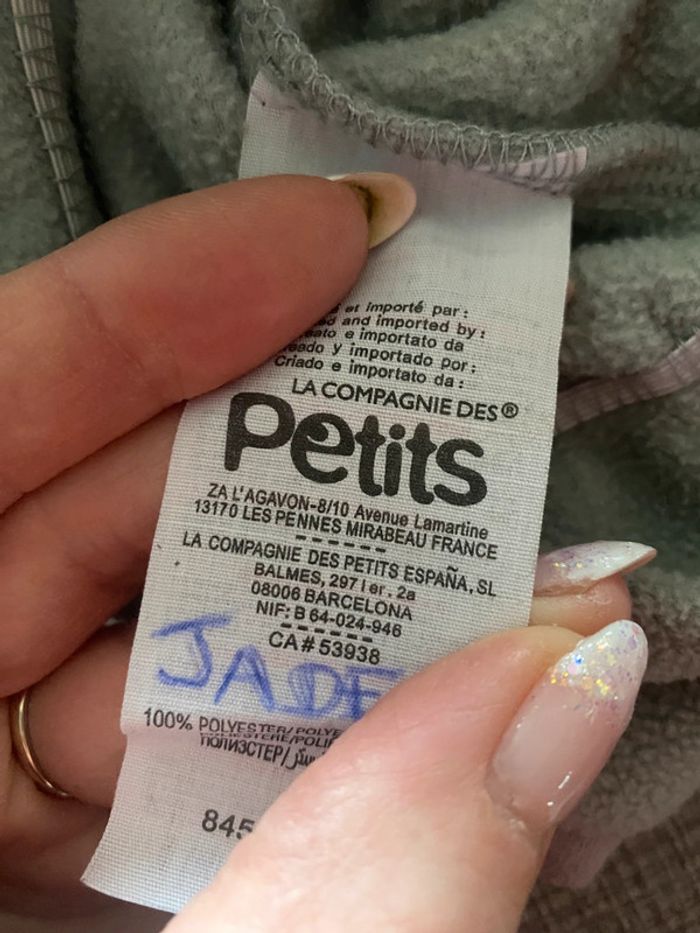 et importé par :
and imported by :
e importato da
y importado por :
Criado e importato da :
LA COMPAGNIE DES®
Petits
ZA L'AGAVON-8/10 Avenue Lamartine
13170 LES PENNES MIRABEAU FRANCE
LA COMPAGNIE DES PETITS ESPAÑA, SL
BALMES, 297 1 er . 2a
08006 BARCELONA
NIF: B 64-024-946
CA # 53938
JADE
100% POLYESTER/
ПОЛИЭСТЕР/
845